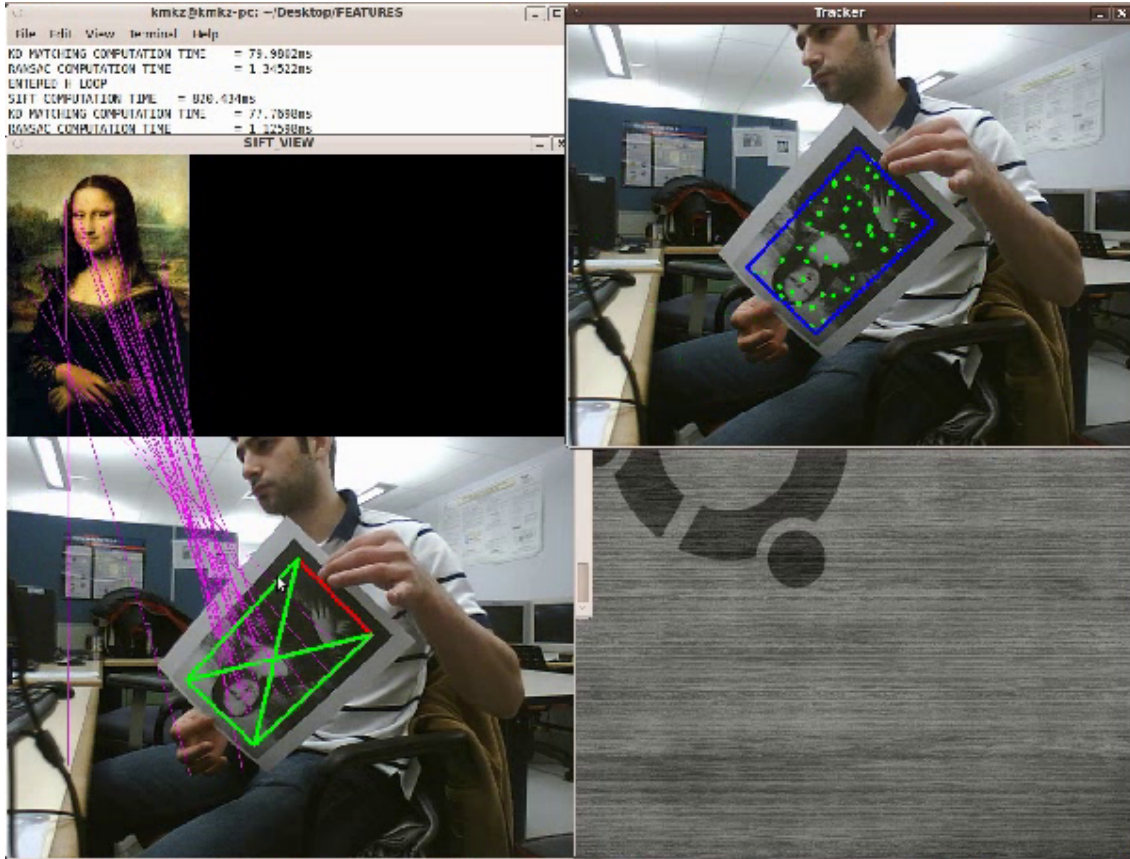 kmkz@kmkz-pc: ~/Desktop/FEATURES
File Edit View Terminal Help
KD MATCHING COMPUTATION TIME = 79.9802ms
RANSAC COMPUTATION TIME = 1.34522ms
ENTERED H LOOP
SIFT COMPUTATION TIME = 820.434ms
KD MATCHING COMPUTATION TIME = 77.7698ms
RANSAC COMPUTATION TIME = 1.12598ms
SIFT_VIEW
Tracker